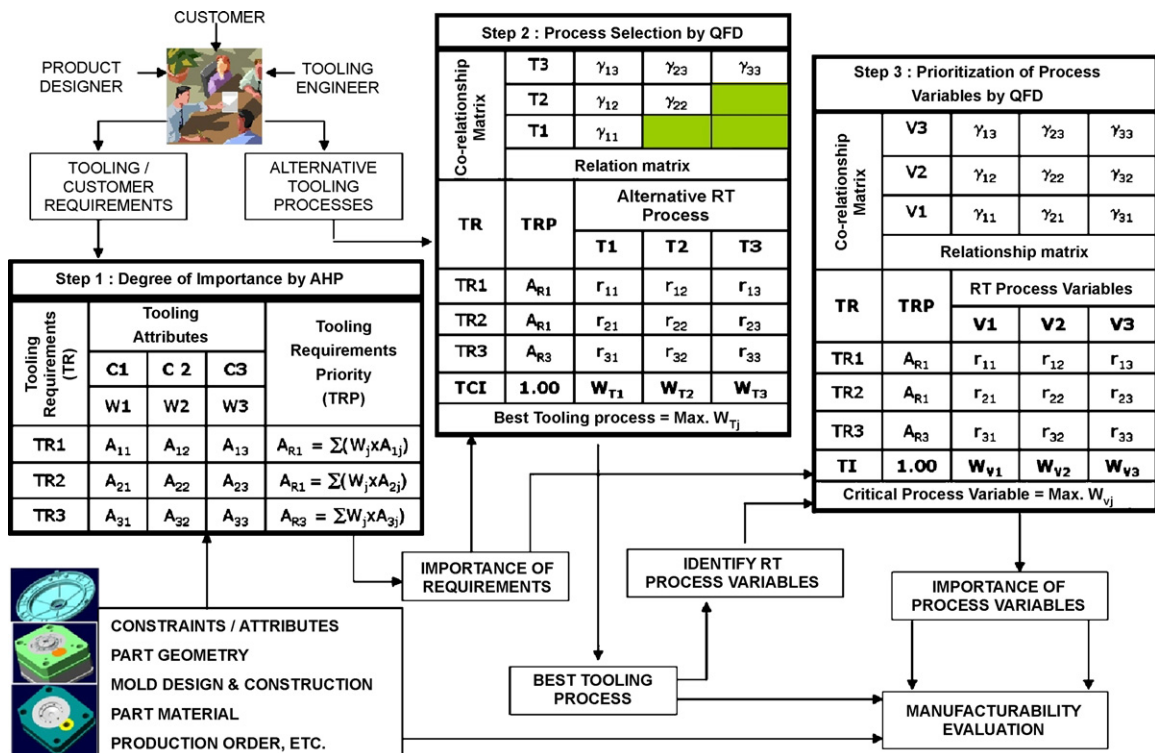 CUSTOMER
PRODUCT
DESIGNER
TOOLING
ENGINEER
TOOLING /
CUSTOMER
REQUIREMENTS
ALTERNATIVE
TOOLING
PROCESSES
Step 1 : Degree of Importance by AHP
Tooling
Requirements
(TR)
Tooling
Attributes
Tooling
Requirements
Priority
(TRP)
C1 C 2 C3
W1 W2 W3
TR1 A11 A12 A13 AR1 = ∑(WjxA1j)
TR2 A21 A22 A23 AR1 = ∑(WjxA2j)
TR3 A31 A32 A33 AR3 = ∑WjxA3j)
Step 2 : Process Selection by QFD
Co-relationship
Matrix
T3 γ13 γ23 γ33
T2 γ12 γ22
T1 γ11
Relation matrix
TR TRP
Alternative RT
Process
T1 T2 T3
TR1 AR1 r11 r12 r13
TR2 AR1 r21 r22 r23
TR3 AR3 r31 r32 r33
TCI 1.00 WT1 WT2 WT3
Best Tooling process = Max. WTj
Step 3 : Prioritization of Process
Variables by QFD
Co-relationship
Matrix
V3 γ13 γ23 γ33
V2 γ12 γ22 γ32
V1 γ11 γ21 γ31
Relationship matrix
TR TRP
RT Process Variables
V1 V2 V3
TR1 AR1 r11 r12 r13
TR2 AR1 r21 r22 r23
TR3 AR3 r31 r32 r33
TI 1.00 WV1 WV2 WV3
Critical Process Variable = Max. Wvj
IMPORTANCE OF
REQUIREMENTS
IDENTIFY RT
PROCESS VARIABLES
IMPORTANCE OF
PROCESS VARIABLES
CONSTRAINTS / ATTRIBUTES
PART GEOMETRY
MOLD DESIGN & CONSTRUCTION
PART MATERIAL
PRODUCTION ORDER, ETC.
BEST TOOLING
PROCESS
MANUFACTURABILITY
EVALUATION